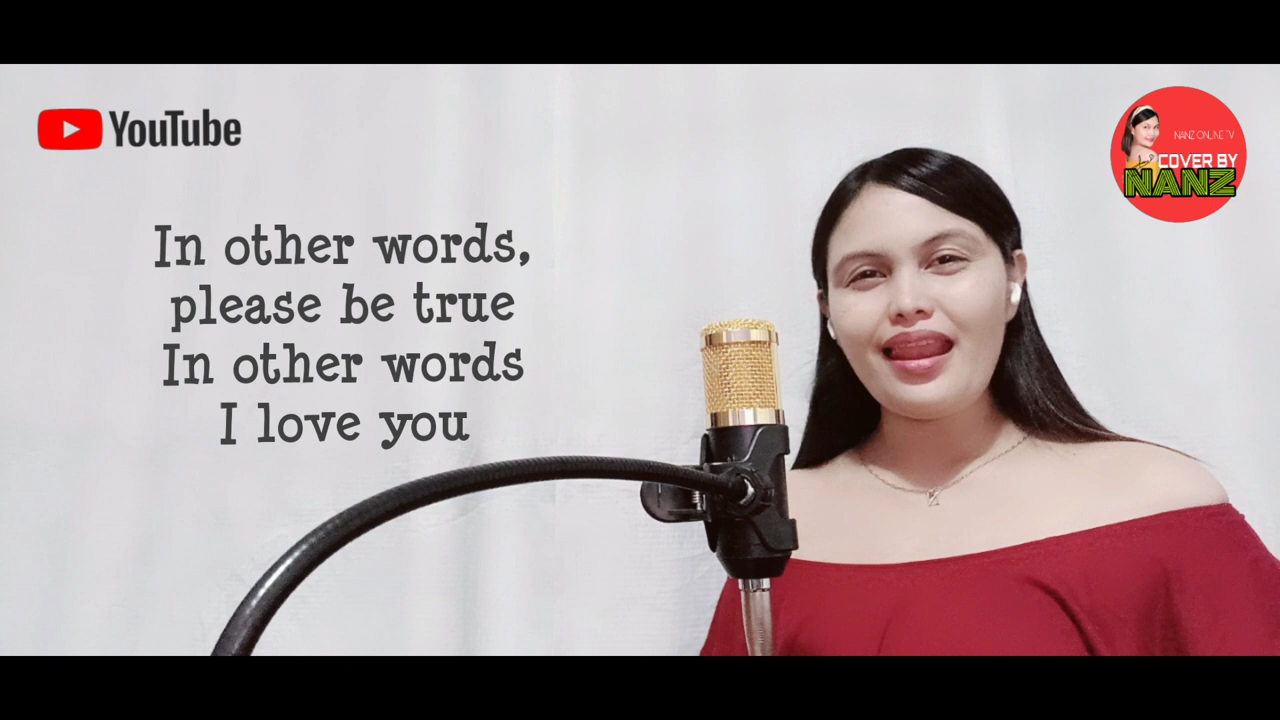 YouTube
NANZ ONLINE TV
COVER BY
NANZ
In other words,
please be true
In other words
I love you